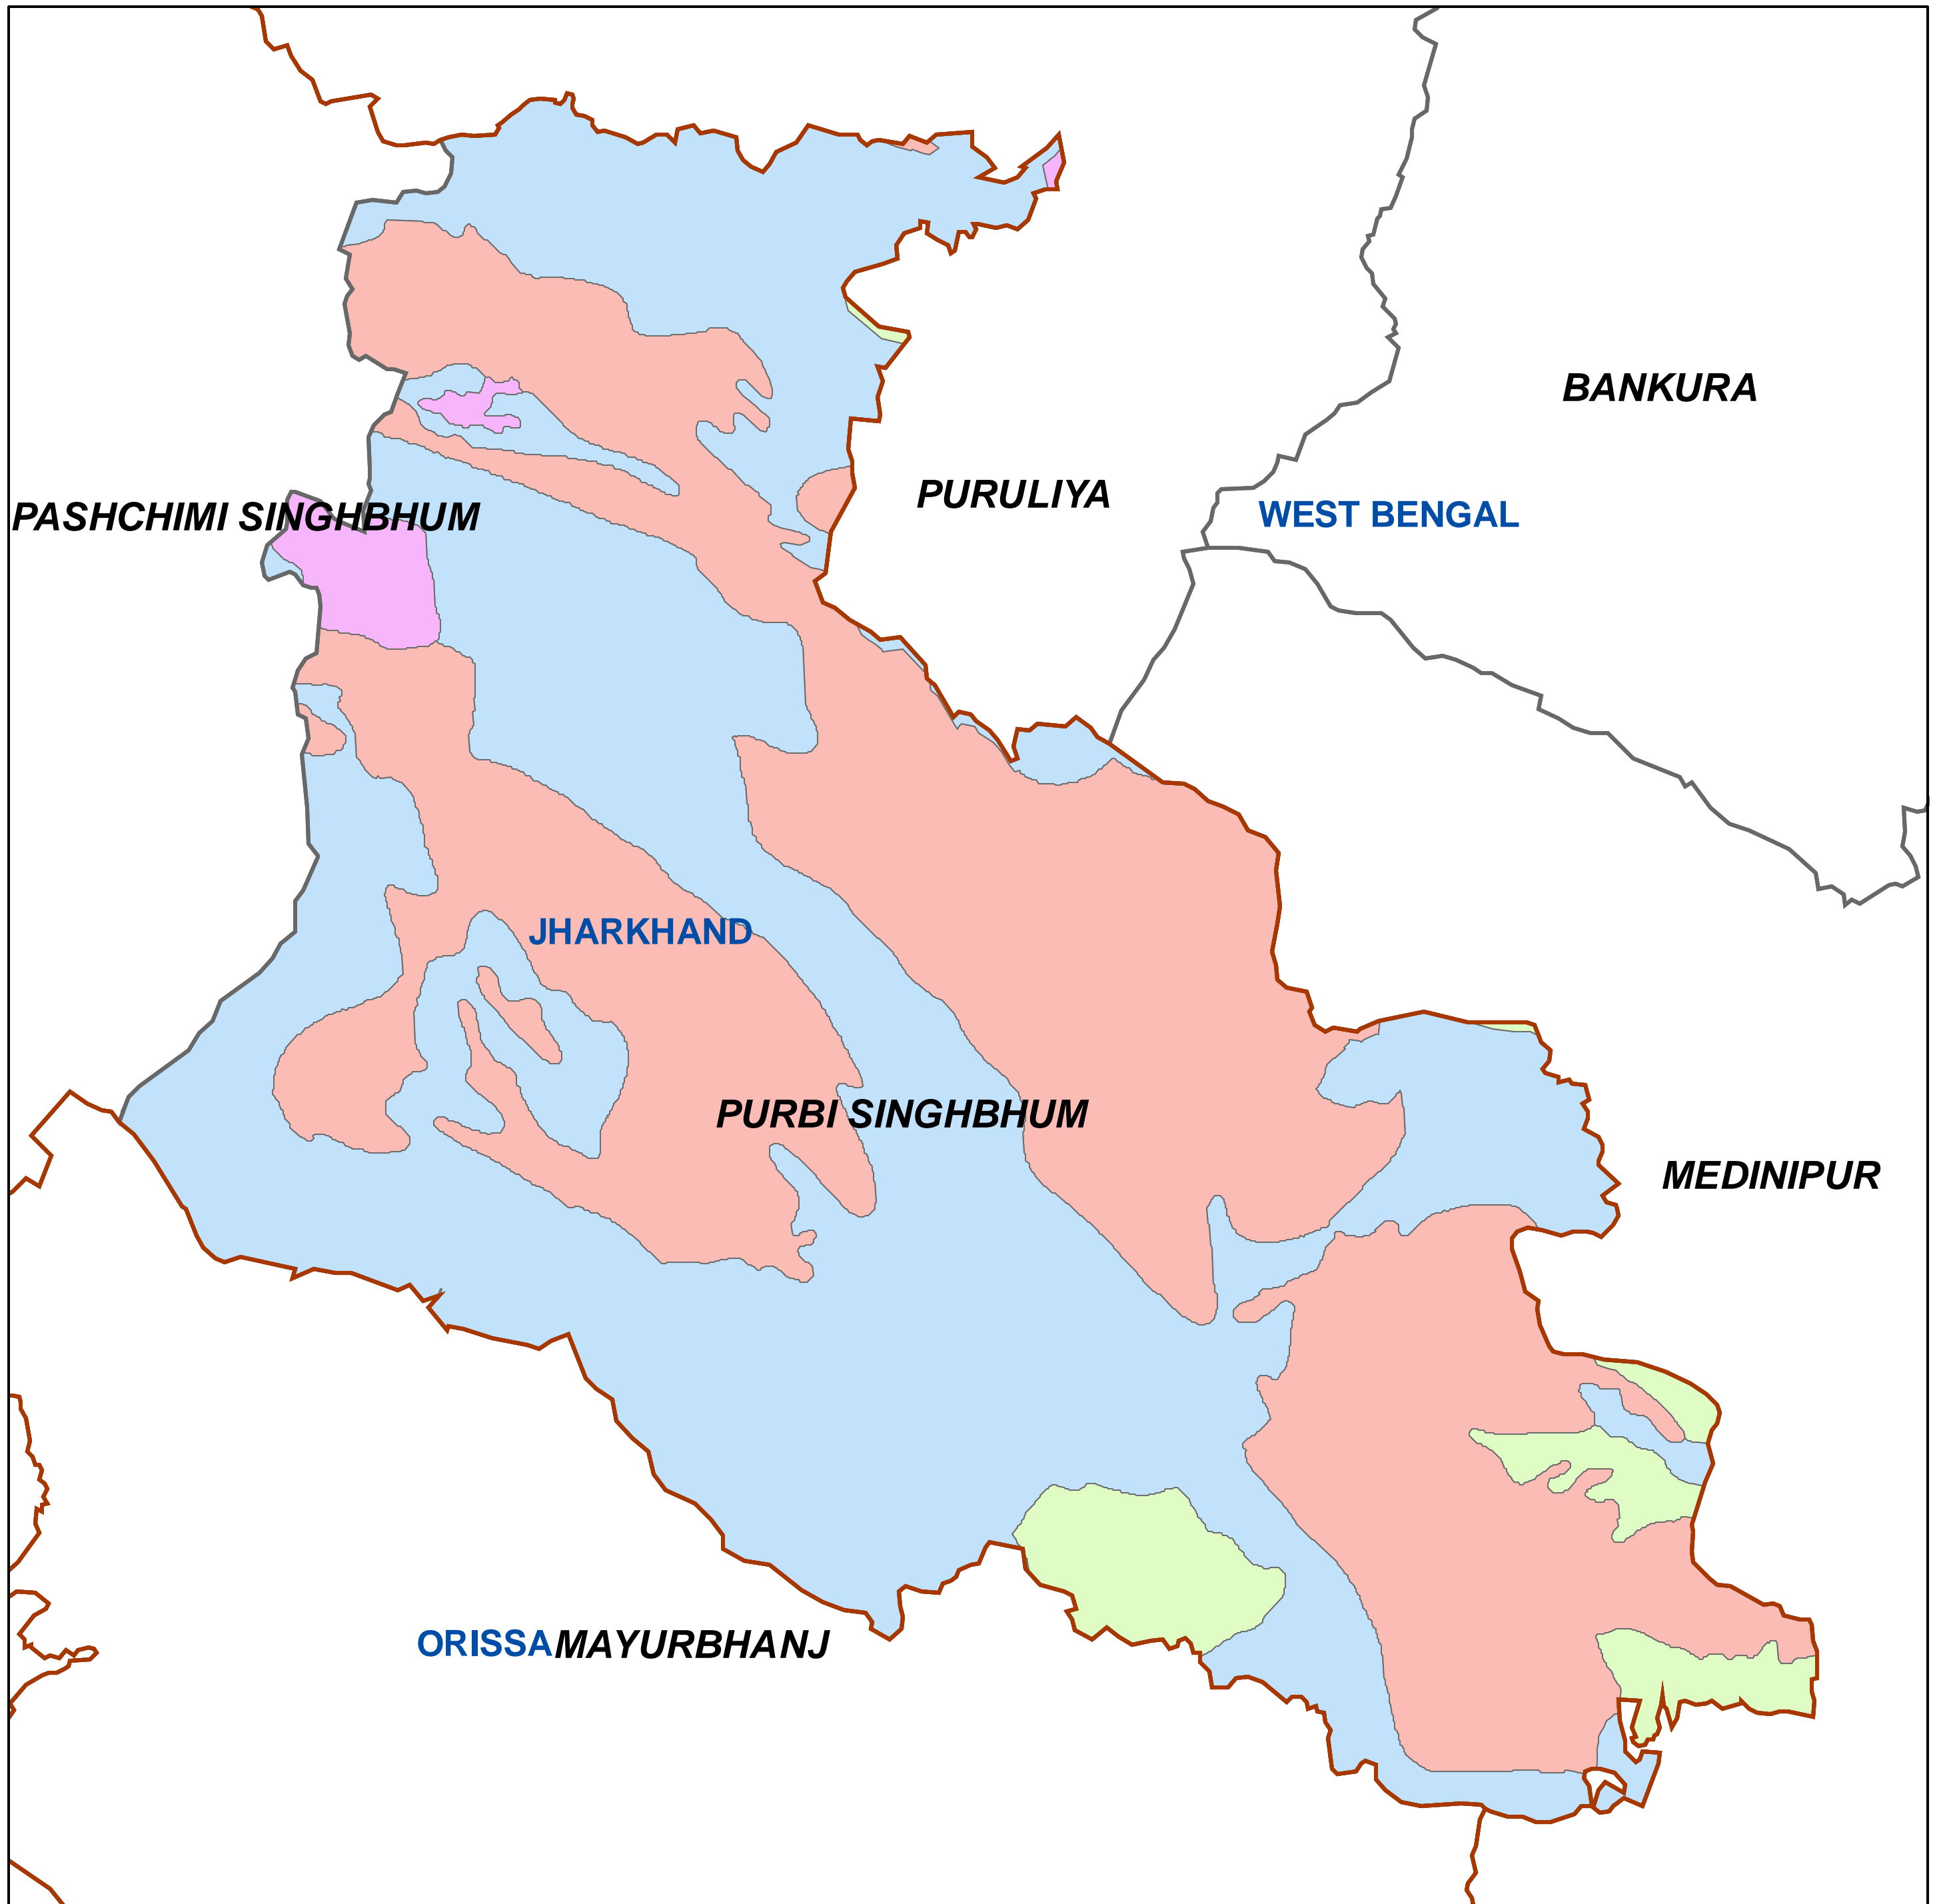 BANKURA
PURULIYA
WEST BENGAL
PASHCHIMI SINGHBHUM
JHARKHAND
PURBI SINGHBHUM
MEDINIPUR
ORISSA MAYURBHANJ